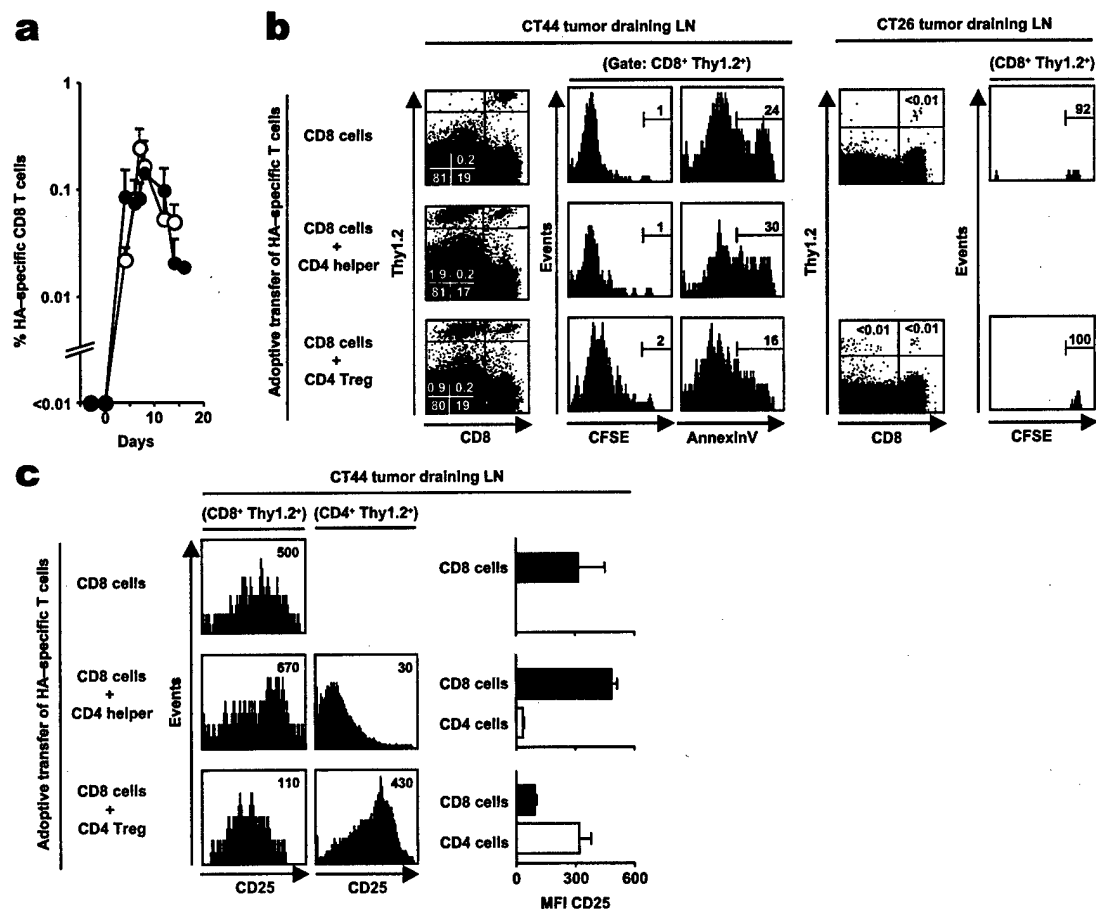 a
% HA-specific CD8 T cells
1
0.1
0.01
<0.01
0
10
20
Days
b
CT44 tumor draining LN
CT26 tumor draining LN
(Gate: CD8+ Thy1.2+)
(CD8+ Thy1.2+)
Adoptive transfer of HA-specific T cells
CD8 cells
CD8 cells
+
CD4 helper
CD8 cells
+
CD4 Treg
Thy1.2
0.2
81 19
1.9 0.2
81 17
0.9 0.2
80 19
CD8
Events
1
1
2
CFSE
24
30
16
AnnexinV
Thy1.2
<0.01
<0.01 <0.01
CD8
Events
92
100
CFSE
c
CT44 tumor draining LN
(CD8+ Thy1.2+) (CD4+ Thy1.2+)
Adoptive transfer of HA-specific T cells
CD8 cells
CD8 cells
+
CD4 helper
CD8 cells
+
CD4 Treg
Events
500
670
30
110
430
CD25
CD25
CD8 cells
CD8 cells
CD4 cells
CD8 cells
CD4 cells
0
300
600
MFI CD25